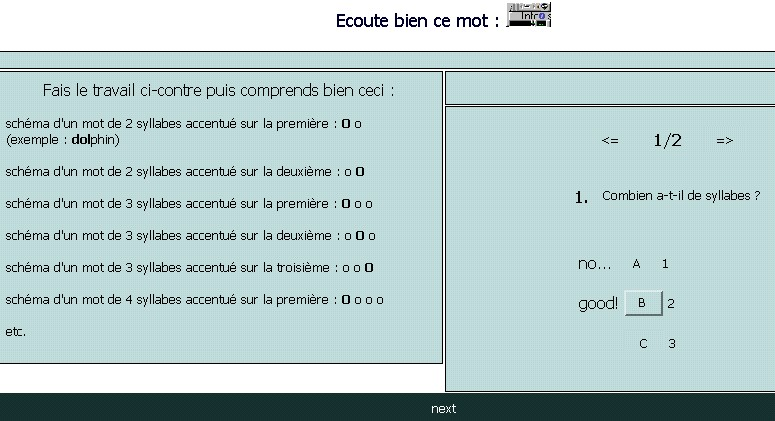 Ecoute bien ce mot :
Intro
Fais le travail ci-contre puis comprends bien ceci :
schéma d'un mot de 2 syllabes accentué sur la première : O o
(exemple : dolphin)
schéma d'un mot de 2 syllabes accentué sur la deuxième : o O
schéma d'un mot de 3 syllabes accentué sur la première : O o o
schéma d'un mot de 3 syllabes accentué sur la deuxième : o O o
schéma d'un mot de 3 syllabes accentué sur la troisième : o o O
schéma d'un mot de 4 syllabes accentué sur la première : O o o o
etc.
<= 1/2 =>
1. Combien a-t-il de syllabes ?
no... A 1
good! B 2
C 3
next